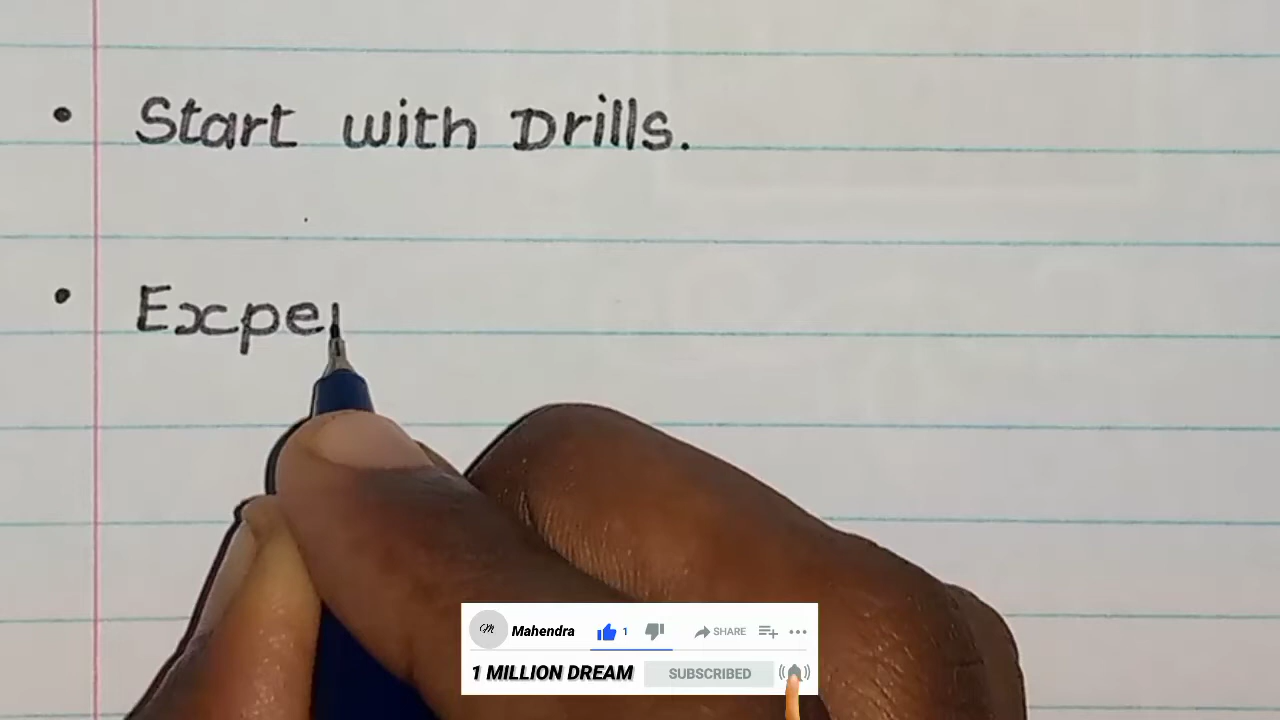 • Start with Drills.
• Expe
Mahendra 1 SHARE
1 MILLION DREAM SUBSCRIBED